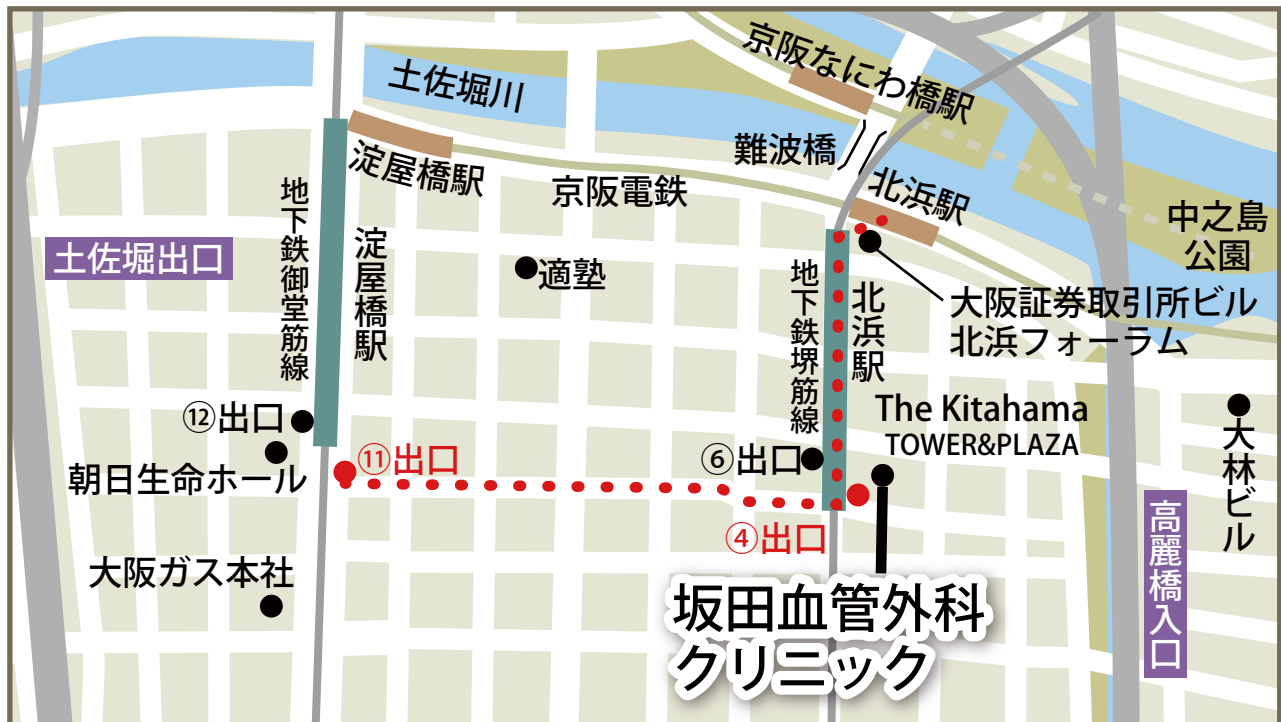 京阪なにわ橋駅
土佐堀川
難波橋
淀屋橋駅
京阪電鉄
北浜駅
中之島
公園
土佐堀出口
地下鉄御堂筋線
淀屋橋駅
適塾
地下鉄堺筋線
北浜駅
大阪証券取引所ビル
北浜フォーラム
The Kitahama
TOWER&PLAZA
⑫出口
朝日生命ホール
⑪出口
⑥出口
大林ビル
④出口
高麗橋入口
大阪ガス本社
坂田血管外科
クリニック